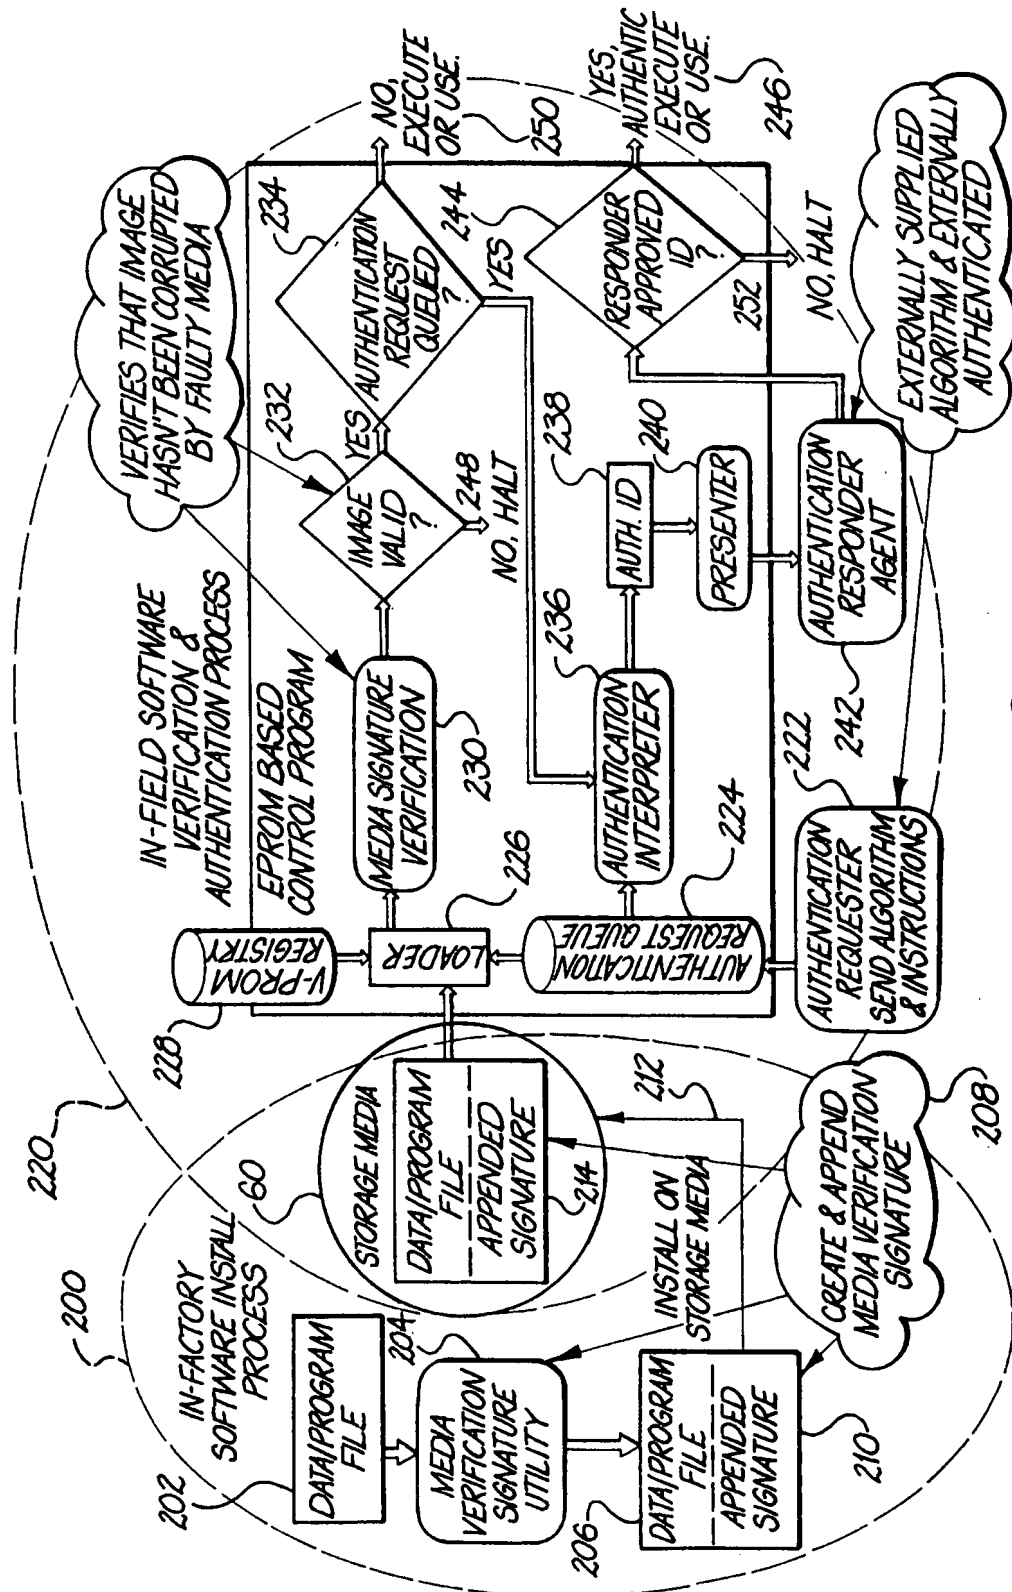 200
IN-FACTORY
SOFTWARE INSTALL
PROCESS
202
DATA/PROGRAM
FILE
204
MEDIA
VERIFICATION
SIGNATURE
UTILITY
206
DATA/PROGRAM
FILE
APPENDED
SIGNATURE
210
INSTALL ON
STORAGE MEDIA
212
CREATE & APPEND
MEDIA VERIFICATION
SIGNATURE
208
60
STORAGE MEDIA
DATA/PROGRAM
FILE
APPENDED
SIGNATURE
214
220
IN-FIELD SOFTWARE
VERIFICATION &
AUTHENTICATION PROCESS
EPROM BASED
CONTROL PROGRAM
228
V-PROM
REGISTRY
LOADER
226
AUTHENTICATION
REQUEST QUEUE
224
AUTHENTICATION
REQUESTER
SEND ALGORITHM
& INSTRUCTIONS
222
MEDIA SIGNATURE
VERIFICATION
230
VERIFIES THAT IMAGE
HASN'T BEEN CORRUPTED
BY FAULTY MEDIA
232
IMAGE
VALID
?
YES
248
NO, HALT
234
AUTHENTICATION
REQUEST
QUEUED
?
YES
NO,
EXECUTE
OR USE.
250
AUTHENTICATION
INTERPRETER
236
AUTH. ID
238
PRESENTER
240
AUTHENTICATION
RESPONDER
AGENT
242
244
RESPONDER
APPROVED
ID
?
YES,
AUTHENTIC
EXECUTE
OR USE.
246
252
NO, HALT
EXTERNALLY SUPPLIED
ALGORITHM & EXTERNALLY
AUTHENTICATED